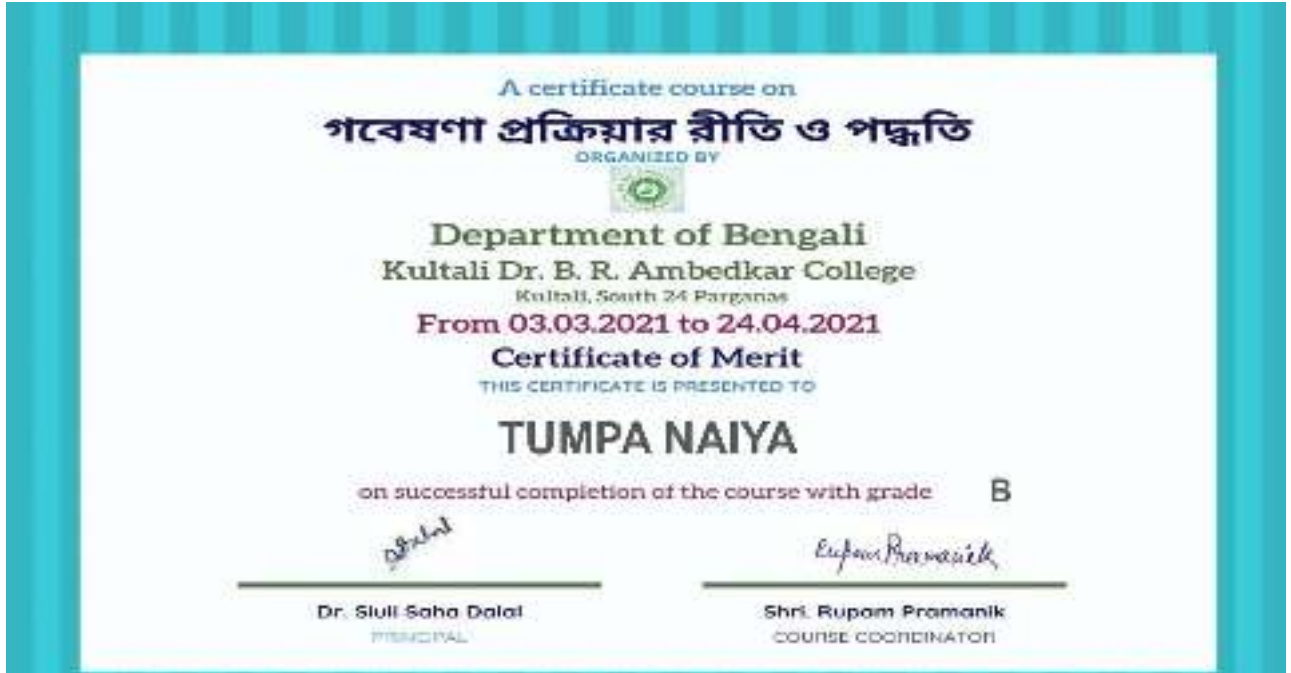 A certificate course on
গবেষণা প্রক্রিয়ার রীতি ও পদ্ধতি
ORGANIZED BY
Department of Bengali
Kultali Dr. B. R. Ambedkar College
Kultali, South 24 Parganas
From 03.03.2021 to 24.04.2021
Certificate of Merit
THIS CERTIFICATE IS PRESENTED TO
TUMPA NAIYA
on successful completion of the course with grade B
Dr. Siuli Saha Dalal
Shri. Rupam Pramanik
PRINCIPAL
COURSE COORDINATOR